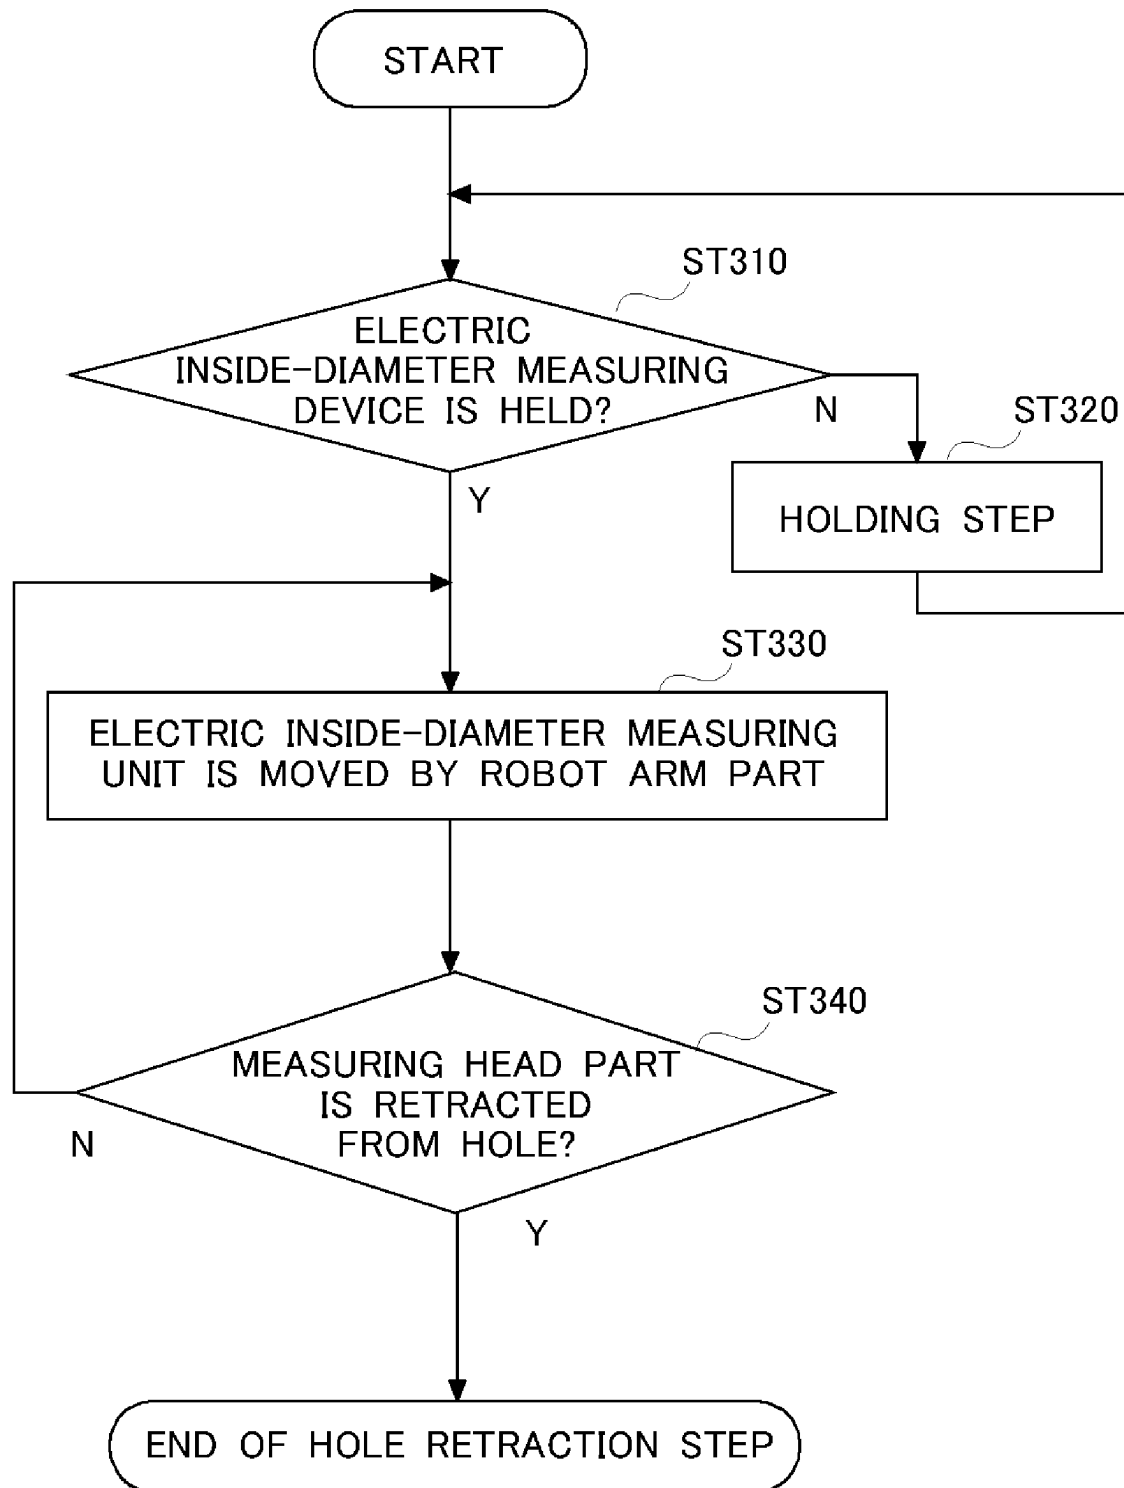 START
ST310
ELECTRIC
INSIDE-DIAMETER MEASURING
DEVICE IS HELD?
N
ST320
Y
HOLDING STEP
ST330
ELECTRIC INSIDE-DIAMETER MEASURING
UNIT IS MOVED BY ROBOT ARM PART
ST340
MEASURING HEAD PART
IS RETRACTED
FROM HOLE?
N
Y
END OF HOLE RETRACTION STEP